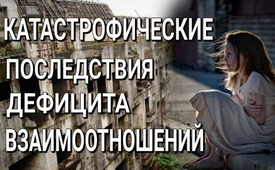 КАТАСТРОФИЧЕСКИЕ
ПОСЛЕДСТВИЯ
ДЕФИЦИТА
ВЗАИМООТНОШЕНИЙ